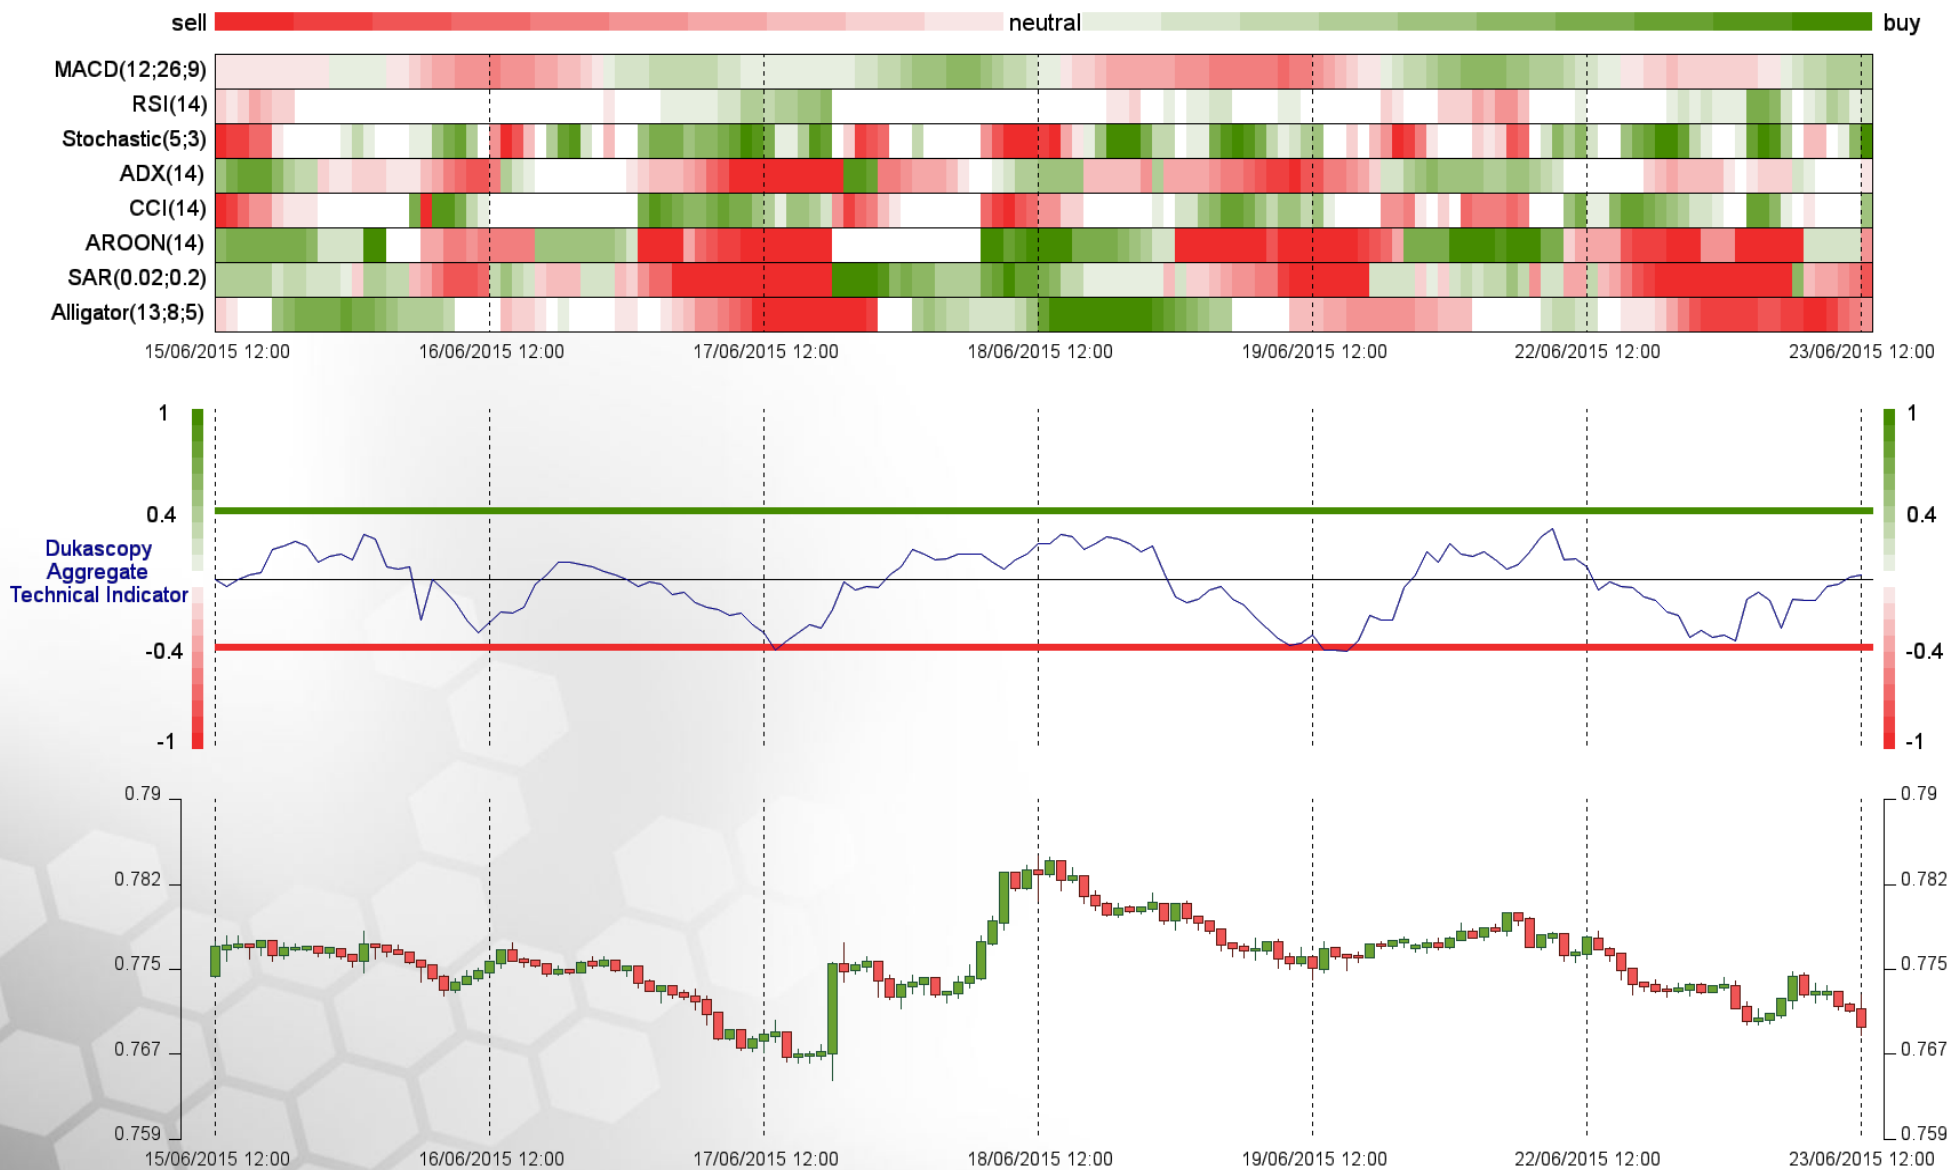 sell neutral buy
MACD(12;26;9)
RSI(14)
Stochastic(5;3)
ADX(14)
CCI(14)
AROON(14)
SAR(0.02;0.2)
Alligator(13;8;5)
15/06/2015 12:00 16/06/2015 12:00 17/06/2015 12:00 18/06/2015 12:00 19/06/2015 12:00 22/06/2015 12:00 23/06/2015 12:00
1 1
0.4 0.4
Dukascopy
Aggregate
Technical Indicator
-0.4 -0.4
-1 -1
0.79 0.79
0.782 0.782
0.775 0.775
0.767 0.767
0.759 0.759
15/06/2015 12:00 16/06/2015 12:00 17/06/2015 12:00 18/06/2015 12:00 19/06/2015 12:00 22/06/2015 12:00 23/06/2015 12:00